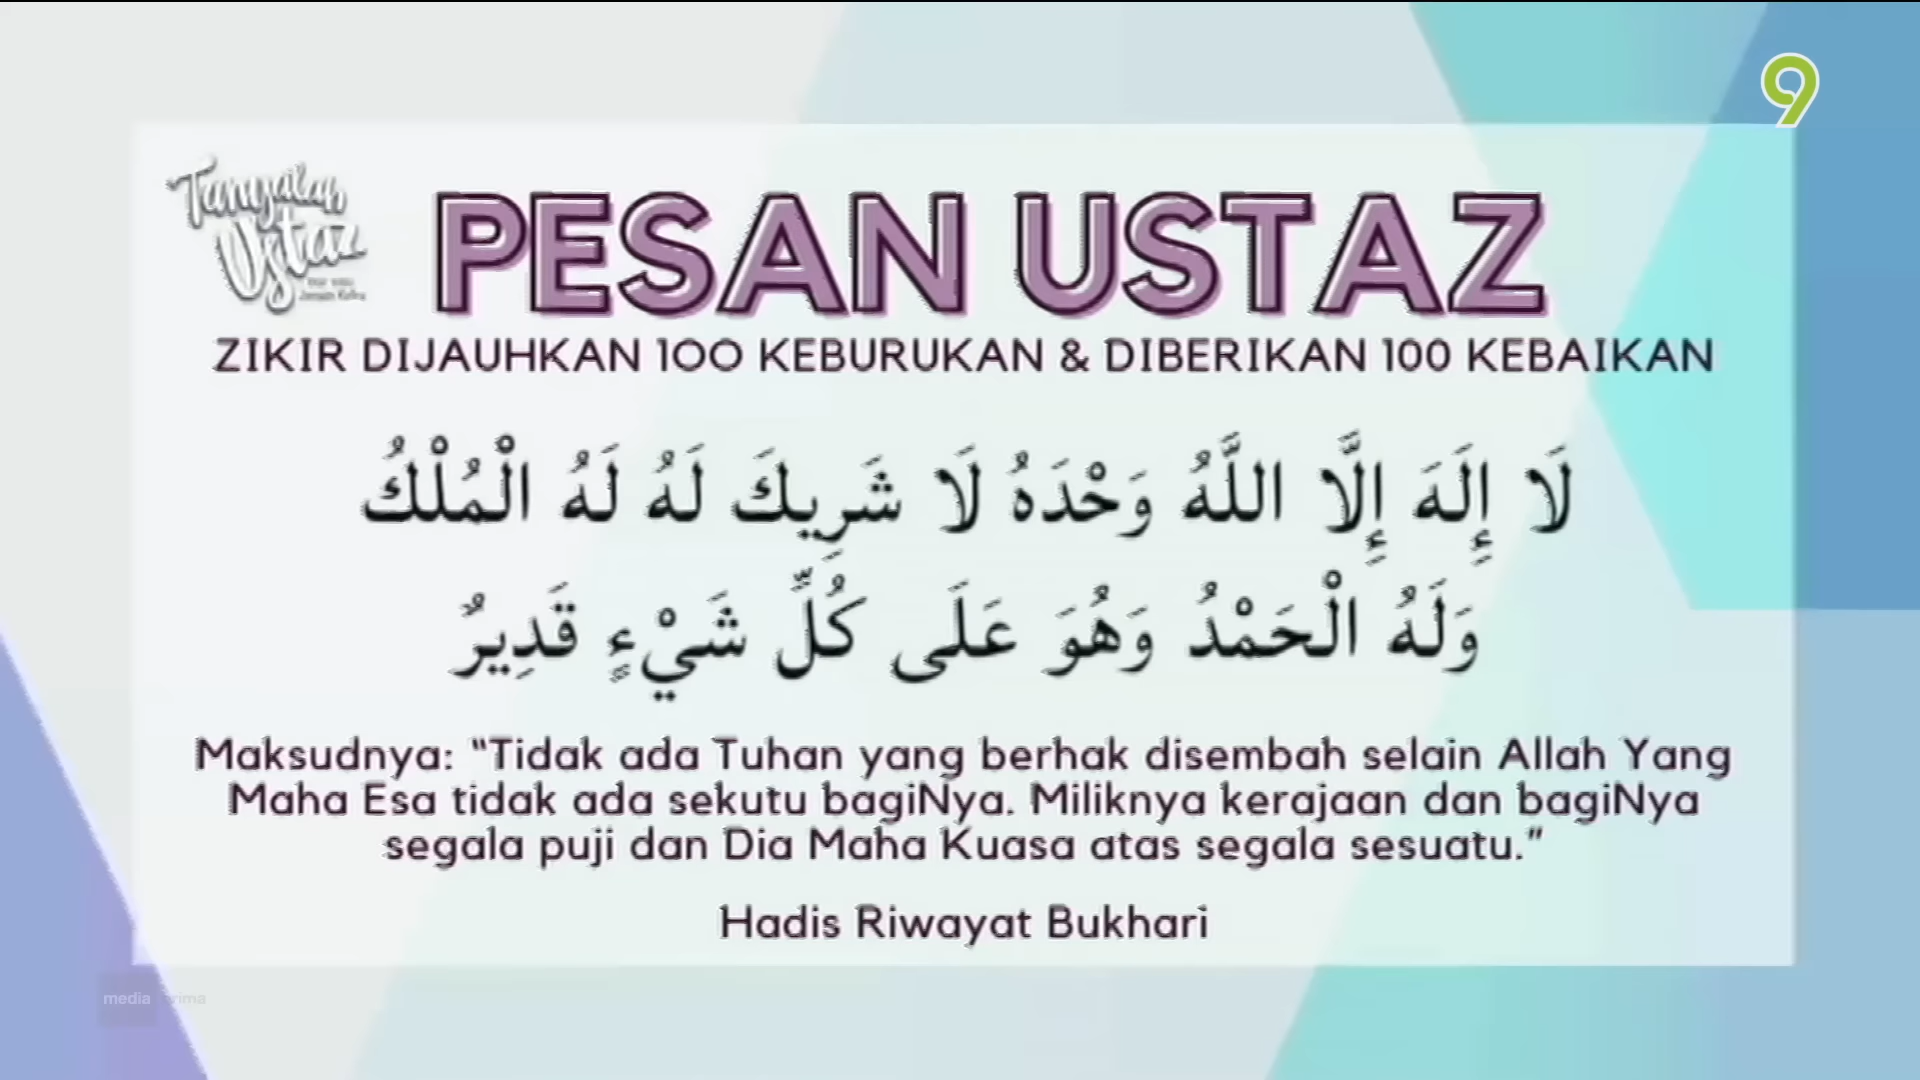 9
Tanyalah
Ustaz
PESAN USTAZ
ZIKIR DIJAUHKAN 100 KEBURUKAN & DIBERIKAN 100 KEBAIKAN
لَا إِلَهَ إِلَّا اللَّهُ وَحْدَهُ لَا شَرِيكَ لَهُ لَهُ الْمُلْكُ
وَلَهُ الْحَمْدُ وَهُوَ عَلَى كُلِّ شَيْءٍ قَدِيرٌ
Maksudnya: "Tidak ada Tuhan yang berhak disembah selain Allah Yang
Maha Esa tidak ada sekutu bagiNya. Miliknya kerajaan dan bagiNya
segala puji dan Dia Maha Kuasa atas segala sesuatu."
Hadis Riwayat Bukhari
media prima